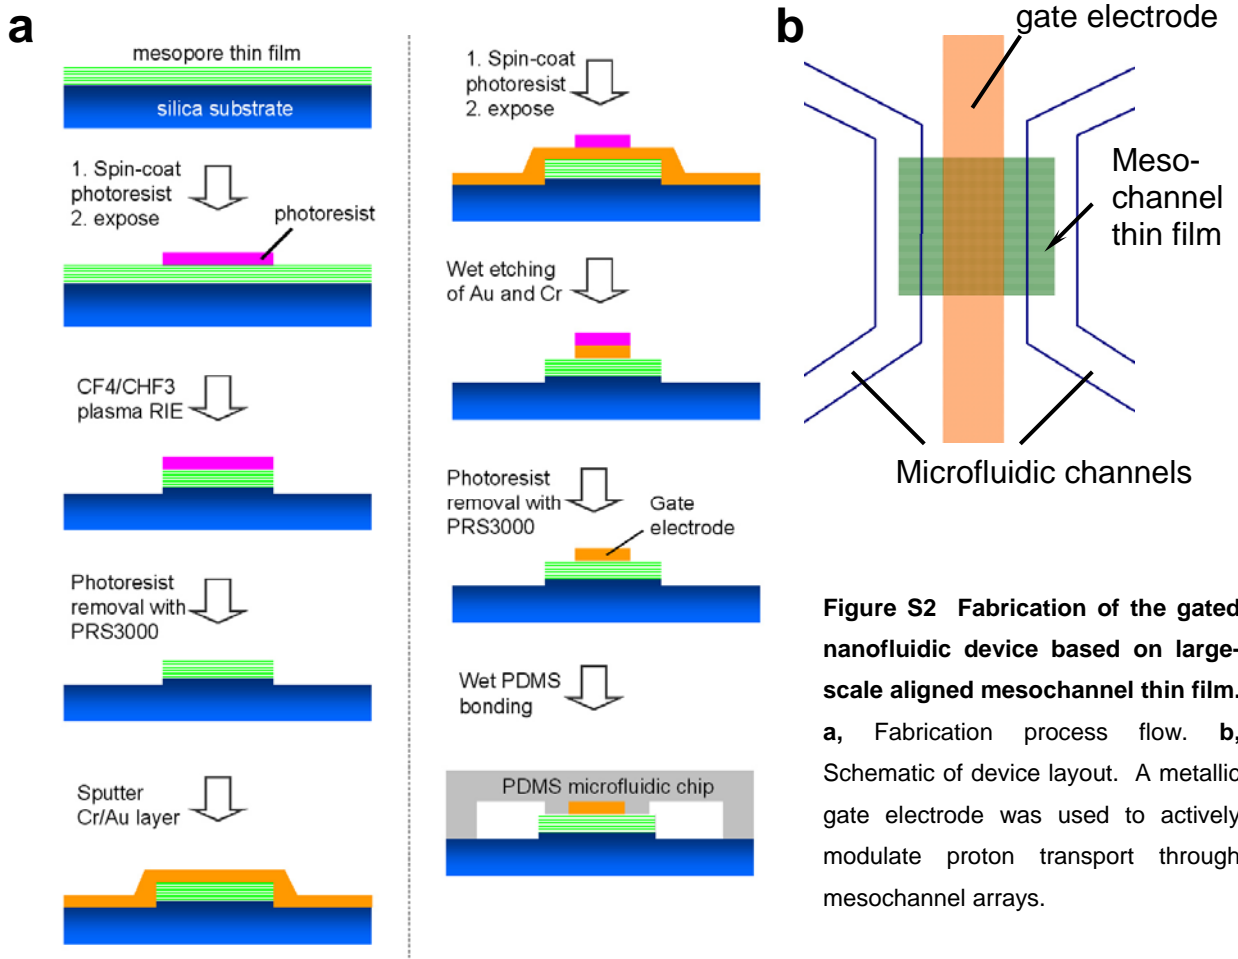 a
mesopore thin film
silica substrate
1. Spin-coat
photoresist
2. expose
photoresist
CF4/CHF3
plasma RIE
Photoresist
removal with
PRS3000
Sputter
Cr/Au layer
1. Spin-coat
photoresist
2. expose
Wet etching
of Au and Cr
Photoresist
removal with
PRS3000
Gate
electrode
Wet PDMS
bonding
PDMS microfluidic chip
b
gate electrode
Meso-
channel
thin film
Microfluidic channels
Figure S2 Fabrication of the gated
nanofluidic device based on large-
scale aligned mesochannel thin film.
a, Fabrication process flow. b,
Schematic of device layout. A metallic
gate electrode was used to actively
modulate proton transport through
mesochannel arrays.